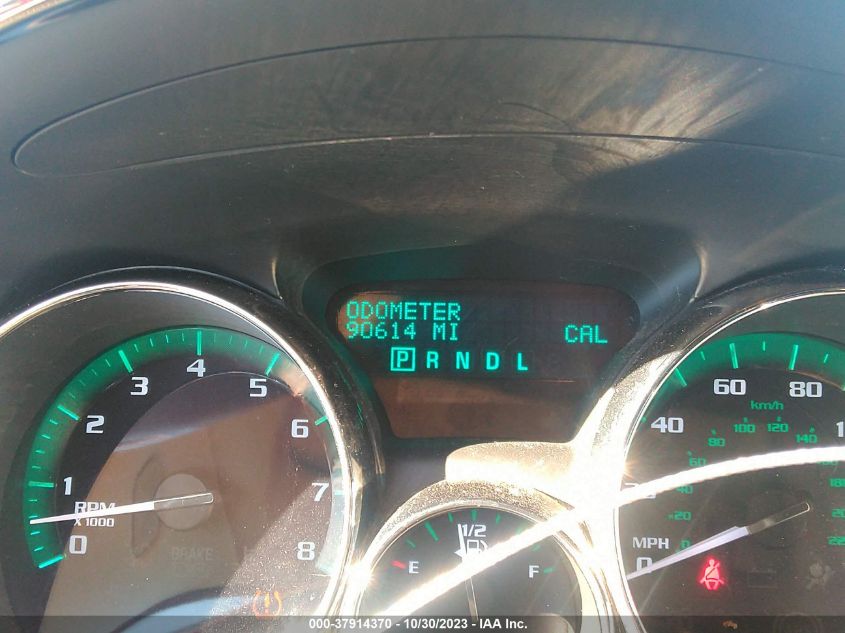 ODOMETER
90614 MI CAL
P R N D L
0 1 2 3 4 5 6 7 8
RPM
X 1000
BRAKE
1/2
E F
40 60 80
km/h
20 40 60 80 100 120 140
MPH
0
000-37914370 - 10/30/2023 - IAA Inc.